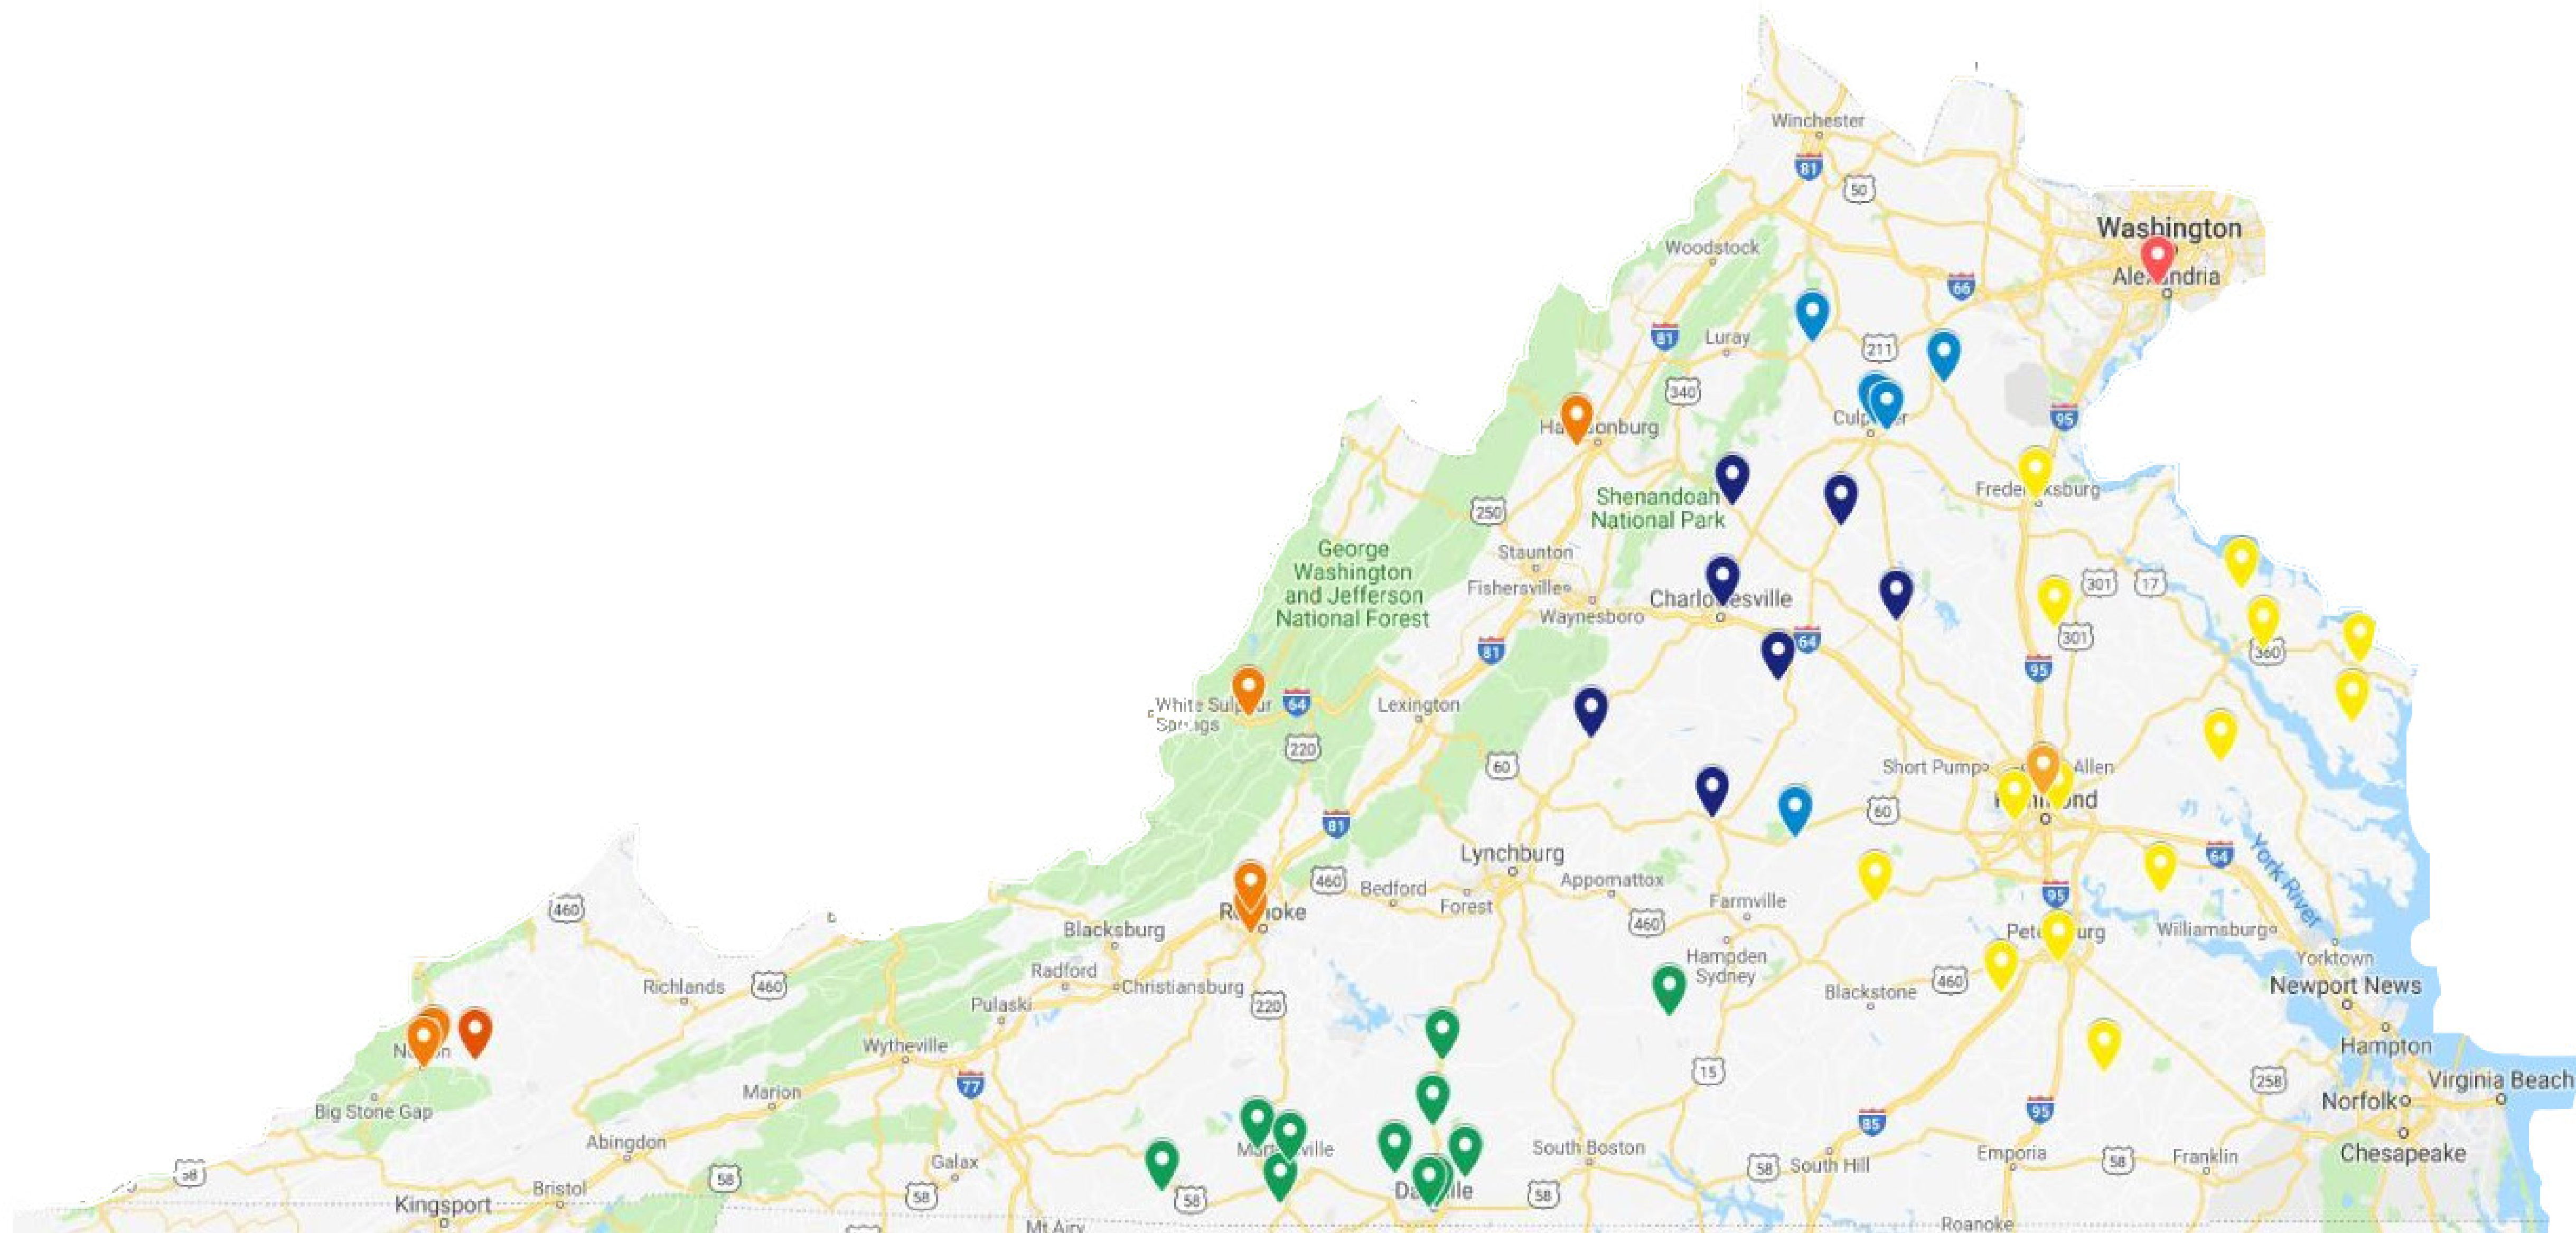 Winchester
81
50
Washington
Woodstock
Alexandria
66
81
Luray
211
340
95
Harrisonburg
Culpeper
Fredericksburg
Shenandoah
National Park
250
George
Washington
and Jefferson
National Forest
Staunton
Fishersville
Waynesboro
Charlottesville
301
17
301
64
81
360
95
White Sulphur
Springs
64
Lexington
220
60
Short Pump
Allen
Richmond
60
81
Lynchburg
64
York River
460
Bedford
Forest
Appomattox
Farmville
95
460
Roanoke
Blacksburg
460
Petersburg
Williamsburg
Hampden
Sydney
Yorktown
Radford
Christiansburg
Richlands
460
Pulaski
220
Blackstone
460
Newport News
Norton
Wytheville
Hampton
77
15
258
Virginia Beach
Marion
Big Stone Gap
85
95
Norfolk
Abingdon
Martinsville
South Boston
Chesapeake
Galax
58
South Hill
Emporia
58
Franklin
58
58
Bristol
58
58
Danville
58
Kingsport
Mt Airy
Roanoke